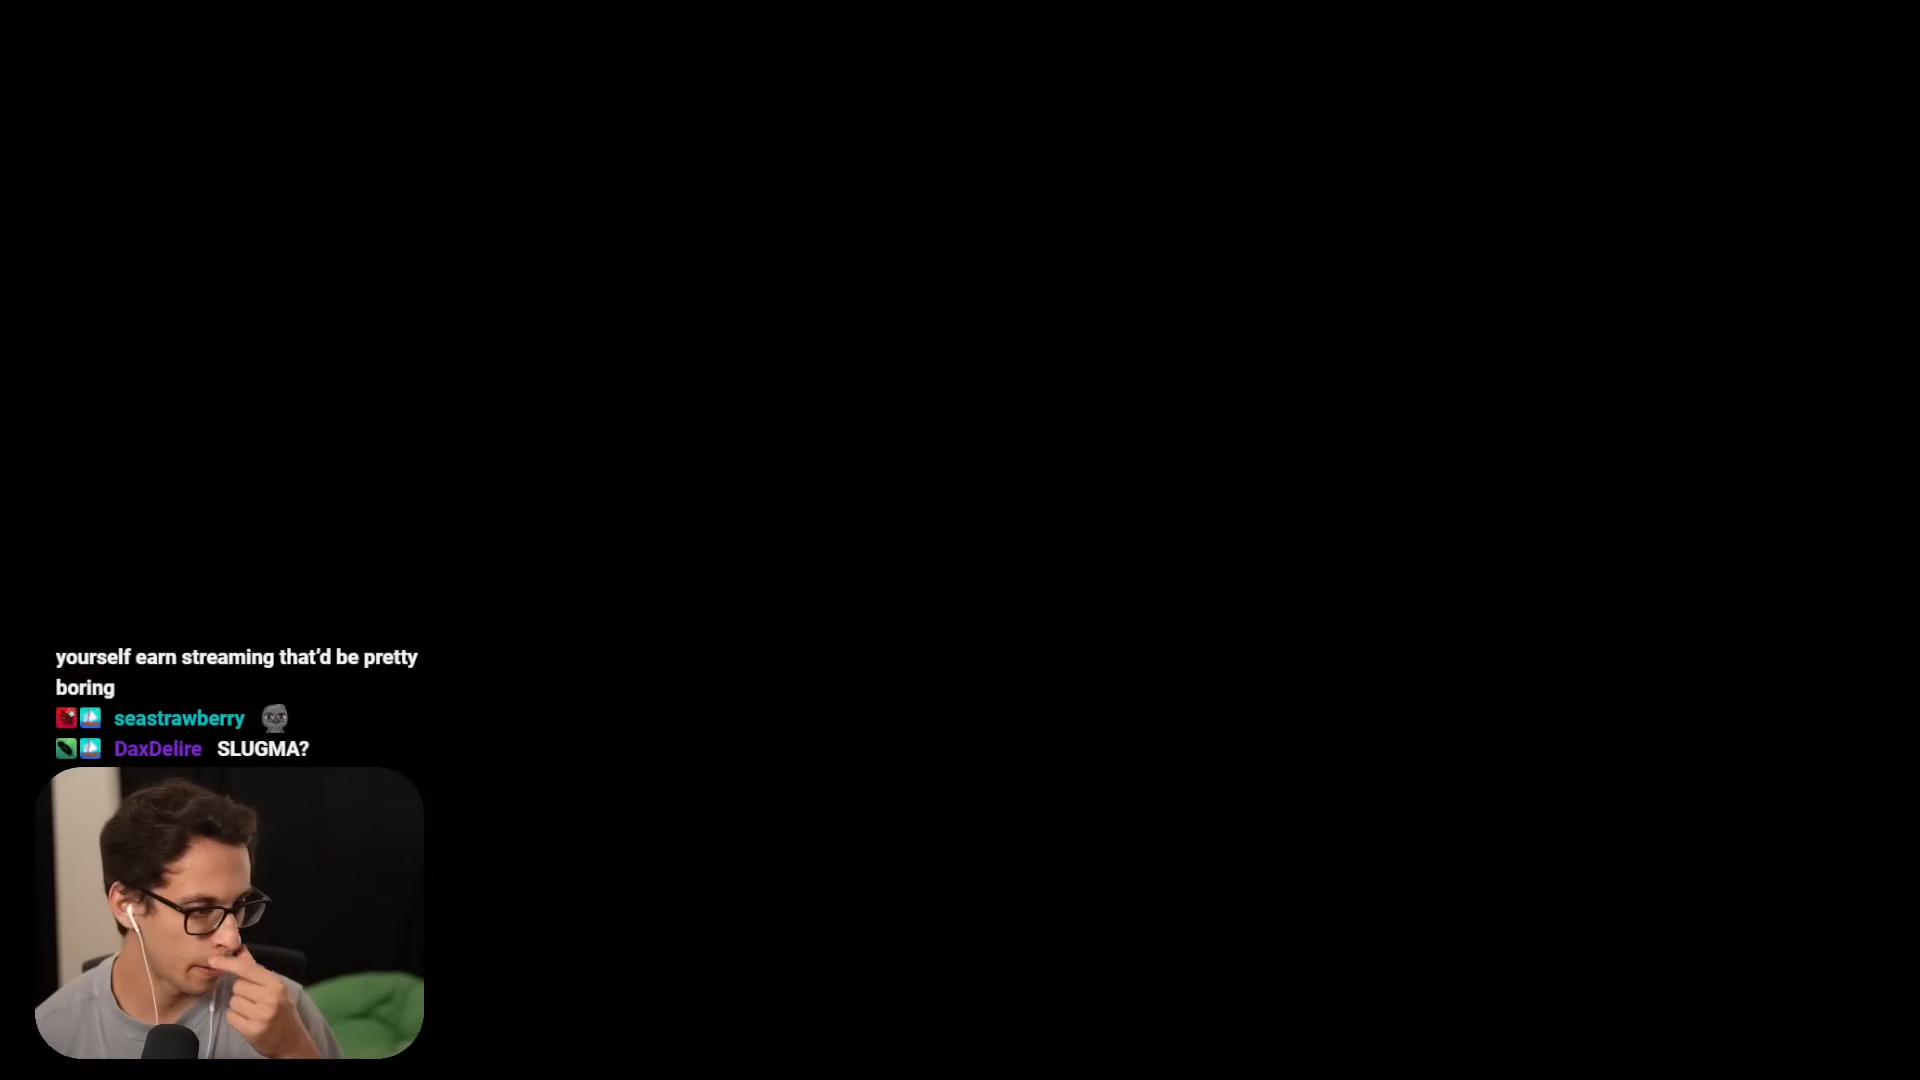 yourself earn streaming that’d be pretty
boring
seastrawberry
DaxDelire SLUGMA?